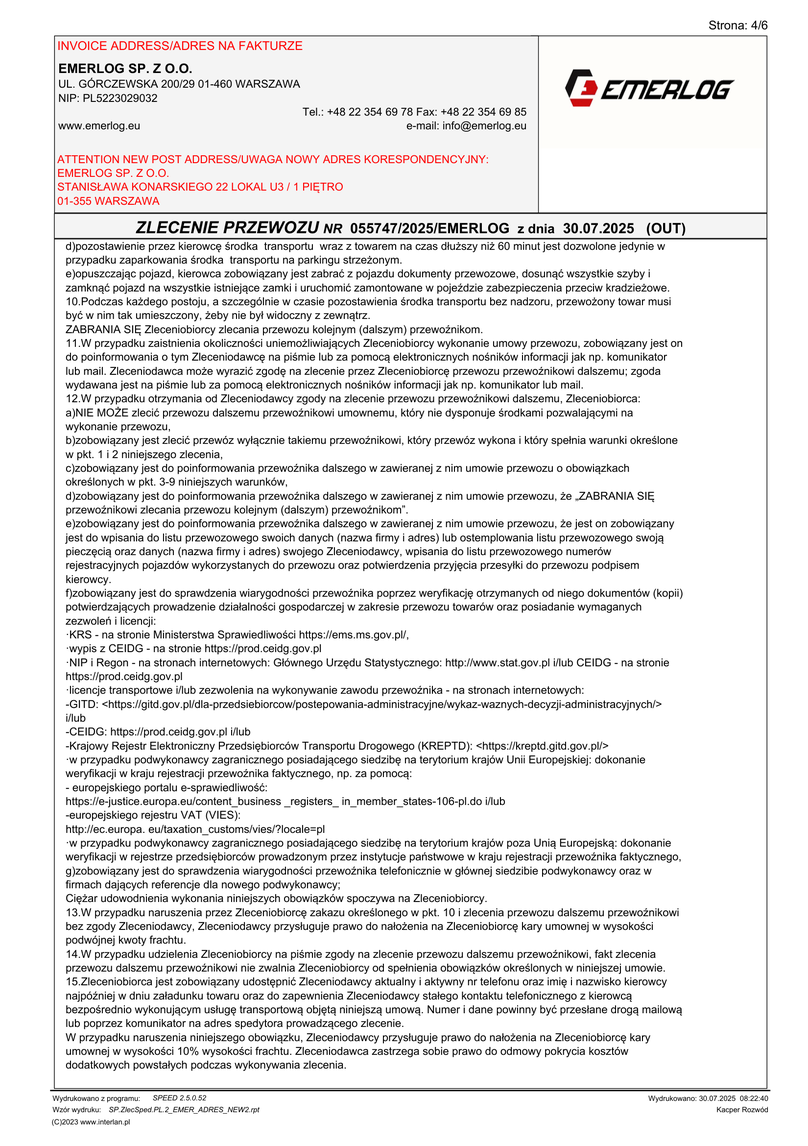 Strona: 4/6
INVOICE ADDRESS/ADRES NA FAKTURZE
EMERLOG SP. Z O.O.
UL. GÓRCZEWSKA 200/29 01-460 WARSZAWA
NIP: PL5223029032
Tel.: +48 22 354 69 78 Fax: +48 22 354 69 85
www.emerlog.eu e-mail: info@emerlog.eu
EMERLOG
ATTENTION NEW POST ADDRESS/UWAGA NOWY ADRES KORESPONDENCYJNY:
EMERLOG SP. Z O.O.
STANISŁAWA KONARSKIEGO 22 LOKAL U3 / 1 PIĘTRO
01-355 WARSZAWA
ZLECENIE PRZEWOZU NR 055747/2025/EMERLOG z dnia 30.07.2025 (OUT)
d)pozostawienie przez kierowcę środka transportu wraz z towarem na czas dłuższy niż 60 minut jest dozwolone jedynie w
przypadku zaparkowania środka transportu na parkingu strzeżonym.
e)opuszczając pojazd, kierowca zobowiązany jest zabrać z pojazdu dokumenty przewozowe, dosunąć wszystkie szyby i
zamknąć pojazd na wszystkie istniejące zamki i uruchomić zamontowane w pojeździe zabezpieczenia przeciw kradzieżowe.
10.Podczas każdego postoju, a szczególnie w czasie pozostawienia środka transportu bez nadzoru, przewożony towar musi
być w nim tak umieszczony, żeby nie był widoczny z zewnątrz.
ZABRANIA SIĘ Zleceniobiorcy zlecania przewozu kolejnym (dalszym) przewoźnikom.
11.W przypadku zaistnienia okoliczności uniemożliwiających Zleceniobiorcy wykonanie umowy przewozu, zobowiązany jest on
do poinformowania o tym Zleceniodawcę na piśmie lub za pomocą elektronicznych nośników informacji jak np. komunikator
lub mail. Zleceniodawca może wyrazić zgodę na zlecenie przez Zleceniobiorcę przewozu przewoźnikowi dalszemu; zgoda
wydawana jest na piśmie lub za pomocą elektronicznych nośników informacji jak np. komunikator lub mail.
12.W przypadku otrzymania od Zleceniodawcy zgody na zlecenie przewozu przewoźnikowi dalszemu, Zleceniobiorca:
a)NIE MOŻE zlecić przewozu dalszemu przewoźnikowi umownemu, który nie dysponuje środkami pozwalającymi na
wykonanie przewozu,
b)zobowiązany jest zlecić przewóz wyłącznie takiemu przewoźnikowi, który przewóz wykona i który spełnia warunki określone
w pkt. 1 i 2 niniejszego zlecenia,
c)zobowiązany jest do poinformowania przewoźnika dalszego w zawieranej z nim umowie przewozu o obowiązkach
określonych w pkt. 3-9 niniejszych warunków,
d)zobowiązany jest do poinformowania przewoźnika dalszego w zawieranej z nim umowie przewozu, że „ZABRANIA SIĘ
przewoźnikowi zlecania przewozu kolejnym (dalszym) przewoźnikom”.
e)zobowiązany jest do poinformowania przewoźnika dalszego w zawieranej z nim umowie przewozu, że jest on zobowiązany
jest do wpisania do listu przewozowego swoich danych (nazwa firmy i adres) lub ostemplowania listu przewozowego swoją
pieczęcią oraz danych (nazwa firmy i adres) swojego Zleceniodawcy, wpisania do listu przewozowego numerów
rejestracyjnych pojazdów wykorzystanych do przewozu oraz potwierdzenia przyjęcia przesyłki do przewozu podpisem
kierowcy.
f)zobowiązany jest do sprawdzenia wiarygodności przewoźnika poprzez weryfikację otrzymanych od niego dokumentów (kopii)
potwierdzających prowadzenie działalności gospodarczej w zakresie przewozu towarów oraz posiadanie wymaganych
zezwoleń i licencji:
·KRS - na stronie Ministerstwa Sprawiedliwości https://ems.ms.gov.pl/,
·wypis z CEIDG - na stronie https://prod.ceidg.gov.pl
·NIP i Regon - na stronach internetowych: Głównego Urzędu Statystycznego: http://www.stat.gov.pl i/lub CEIDG - na stronie
https://prod.ceidg.gov.pl
·licencje transportowe i/lub zezwolenia na wykonywanie zawodu przewoźnika - na stronach internetowych:
-GITD: <https://gitd.gov.pl/dla-przedsiebiorcow/postepowania-administracyjne/wykaz-waznych-decyzji-administracyjnych/>
i/lub
-CEIDG: https://prod.ceidg.gov.pl i/lub
-Krajowy Rejestr Elektroniczny Przedsiębiorców Transportu Drogowego (KREPTD): <https://kreptd.gitd.gov.pl/>
·w przypadku podwykonawcy zagranicznego posiadającego siedzibę na terytorium krajów Unii Europejskiej: dokonanie
weryfikacji w kraju rejestracji przewoźnika faktycznego, np. za pomocą:
- europejskiego portalu e-sprawiedliwość:
https://e-justice.europa.eu/content_business _registers_ in_member_states-106-pl.do i/lub
-europejskiego rejestru VAT (VIES):
http://ec.europa. eu/taxation_customs/vies/?locale=pl
·w przypadku podwykonawcy zagranicznego posiadającego siedzibę na terytorium krajów poza Unią Europejską: dokonanie
weryfikacji w rejestrze przedsiębiorców prowadzonym przez instytucje państwowe w kraju rejestracji przewoźnika faktycznego,
g)zobowiązany jest do sprawdzenia wiarygodności przewoźnika telefonicznie w głównej siedzibie podwykonawcy oraz w
firmach dających referencje dla nowego podwykonawcy;
Ciężar udowodnienia wykonania niniejszych obowiązków spoczywa na Zleceniobiorcy.
13.W przypadku naruszenia przez Zleceniobiorcę zakazu określonego w pkt. 10 i zlecenia przewozu dalszemu przewoźnikowi
bez zgody Zleceniodawcy, Zleceniodawcy przysługuje prawo do nałożenia na Zleceniobiorcę kary umownej w wysokości
podwójnej kwoty frachtu.
14.W przypadku udzielenia Zleceniobiorcy na piśmie zgody na zlecenie przewozu dalszemu przewoźnikowi, fakt zlecenia
przewozu dalszemu przewoźnikowi nie zwalnia Zleceniobiorcy od spełnienia obowiązków określonych w niniejszej umowie.
15.Zleceniobiorca jest zobowiązany udostępnić Zleceniodawcy aktualny i aktywny nr telefonu oraz imię i nazwisko kierowcy
najpóźniej w dniu załadunku towaru oraz do zapewnienia Zleceniodawcy stałego kontaktu telefonicznego z kierowcą
bezpośrednio wykonującym usługę transportową objętą niniejszą umową. Numer i dane powinny być przesłane drogą mailową
lub poprzez komunikator na adres spedytora prowadzącego zlecenie.
W przypadku naruszenia niniejszego obowiązku, Zleceniodawcy przysługuje prawo do nałożenia na Zleceniobiorcę kary
umownej w wysokości 10% wysokości frachtu. Zleceniodawca zastrzega sobie prawo do odmowy pokrycia kosztów
dodatkowych powstałych podczas wykonywania zlecenia.
Wydrukowano z programu: SPEED 2.5.0.52 Wydrukowano: 30.07.2025 08:22:40
Wzór wydruku: SP.ZlecSped.PL.2_EMER_ADRES_NEW2.rpt Kacper Rozwód
(C)2023 www.interlan.pl